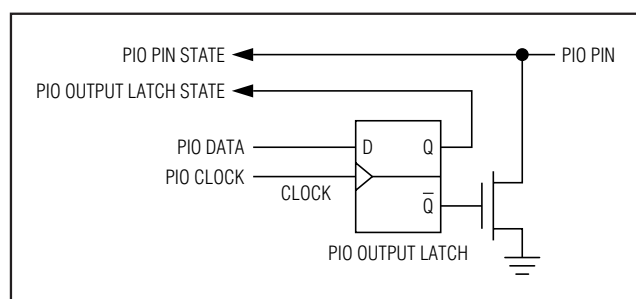 PIO PIN STATE
PIO PIN
PIO OUTPUT LATCH STATE
PIO DATA
D
Q
PIO CLOCK
CLOCK
Q̅
PIO OUTPUT LATCH